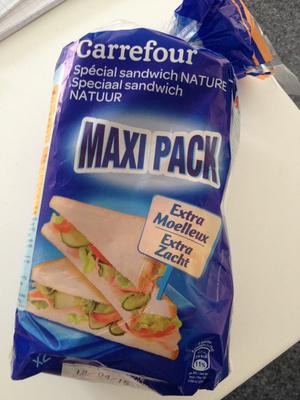 Carrefour
Spécial sandwich NATURE
Speciaal sandwich
NATUUR
MAXI PACK
Extra
Moelleux
Extra
Zacht